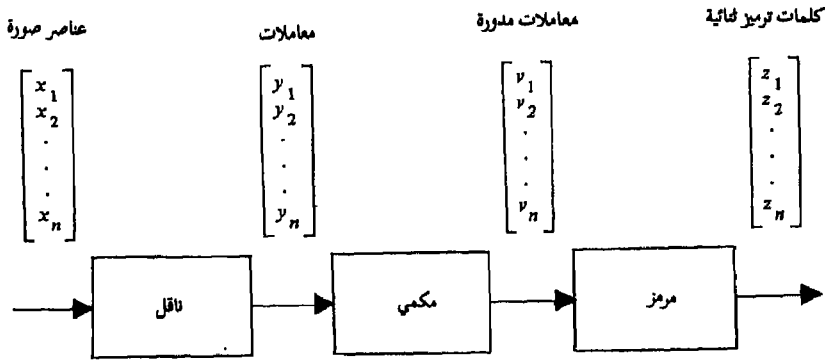 عناصر صورة
معاملات
معاملات مدورة
كلمات ترميز ثنائية
x1
x2
.
.
.
xn
y1
y2
.
.
.
yn
v1
v2
.
.
.
vn
z1
z2
.
.
.
zn
ناقل
مكمي
مرمز